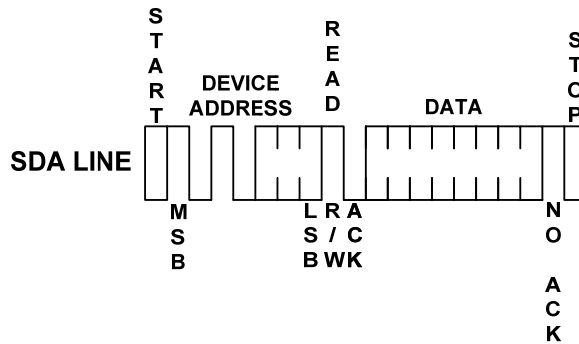 START
READ
STOP
DEVICE
ADDRESS
DATA
SDA LINE
MSB
LSB
R/W
ACK
NO ACK